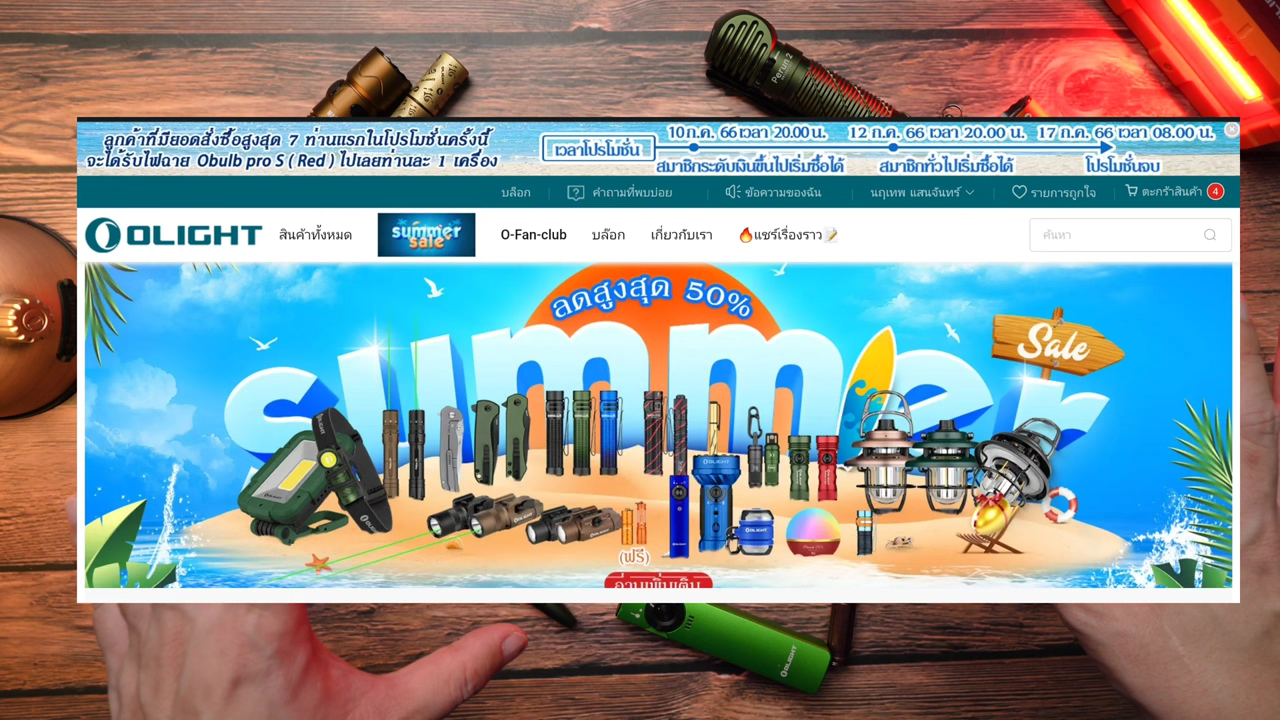 Perun 2
ลูกค้าที่มียอดสั่งซื้อสูงสุด 7 ท่านแรกในโปรโมชั่นครั้งนี้
จะได้รับไฟฉาย Obulb pro S ( Red ) ไปเลยท่านละ 1 เครื่อง
เวลาโปรโมชั่น
10 ก.ค. 66 เวลา 20.00 น.
สมาชิกระดับเงินขึ้นไปเริ่มซื้อได้
12 ก.ค. 66 เวลา 20.00 น.
สมาชิกทั่วไปเริ่มซื้อได้
17 ก.ค. 66 เวลา 08.00 น.
โปรโมชั่นจบ
บล็อก
คำถามที่พบบ่อย
ข้อความของฉัน
นฤเทพ แสนจันทร์
รายการถูกใจ
ตะกร้าสินค้า 4
OLIGHT
สินค้าทั้งหมด
summer
sale
O-Fan-club
บล๊อก
เกี่ยวกับเรา
🔥แชร์เรื่องราว📝
ค้นหา
ลดสูงสุด 50%
summer
Sale
OLIGHT
(ฟรี)
อ่านเพิ่มเติม
OLIGHT